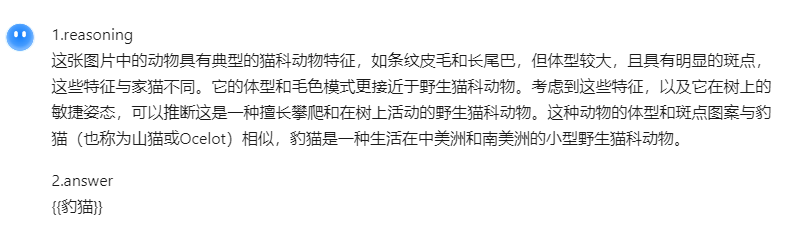 1.reasoning
这张图片中的动物具有典型的猫科动物特征，如条纹皮毛和长尾巴，但体型较大，且具有明显的斑点，
这些特征与家猫不同。它的体型和毛色模式更接近于野生猫科动物。考虑到这些特征，以及它在树上的
敏捷姿态，可以推断这是一种擅长攀爬和在树上活动的野生猫科动物。这种动物的体型和斑点图案与豹
猫（也称为山猫或Ocelot）相似，豹猫是一种生活在中美洲和南美洲的小型野生猫科动物。
2.answer
{{豹猫}}